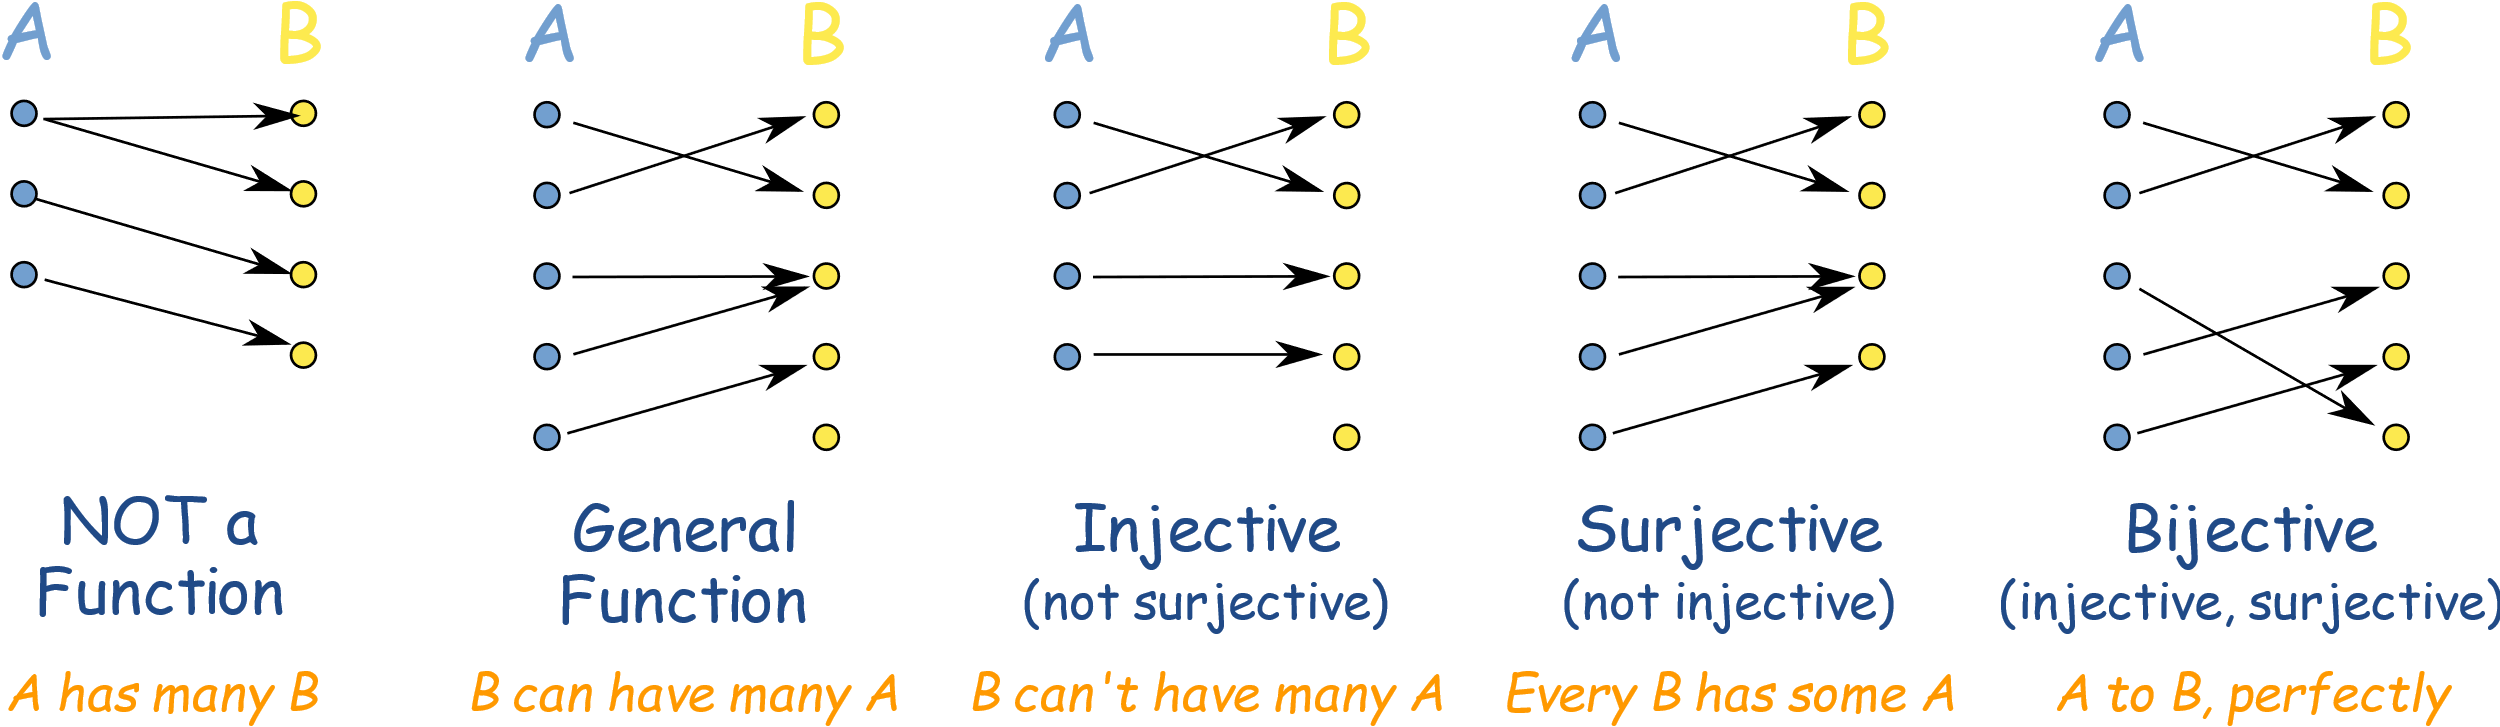 A B A B A B A B A B
NOT a
Function
General
Function
Injective
(not surjective)
Surjective
(not injective)
Bijective
(injective, surjective)
A has many B
B can have many A
B can't have many A
Every B has some A
A to B, perfectly